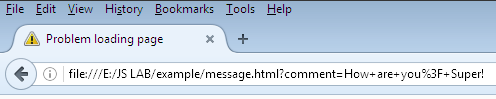 File Edit View History Bookmarks Tools Help
Problem loading page
file:///E:/JS LAB/example/message.html?comment=How+are+you%3F+Super!